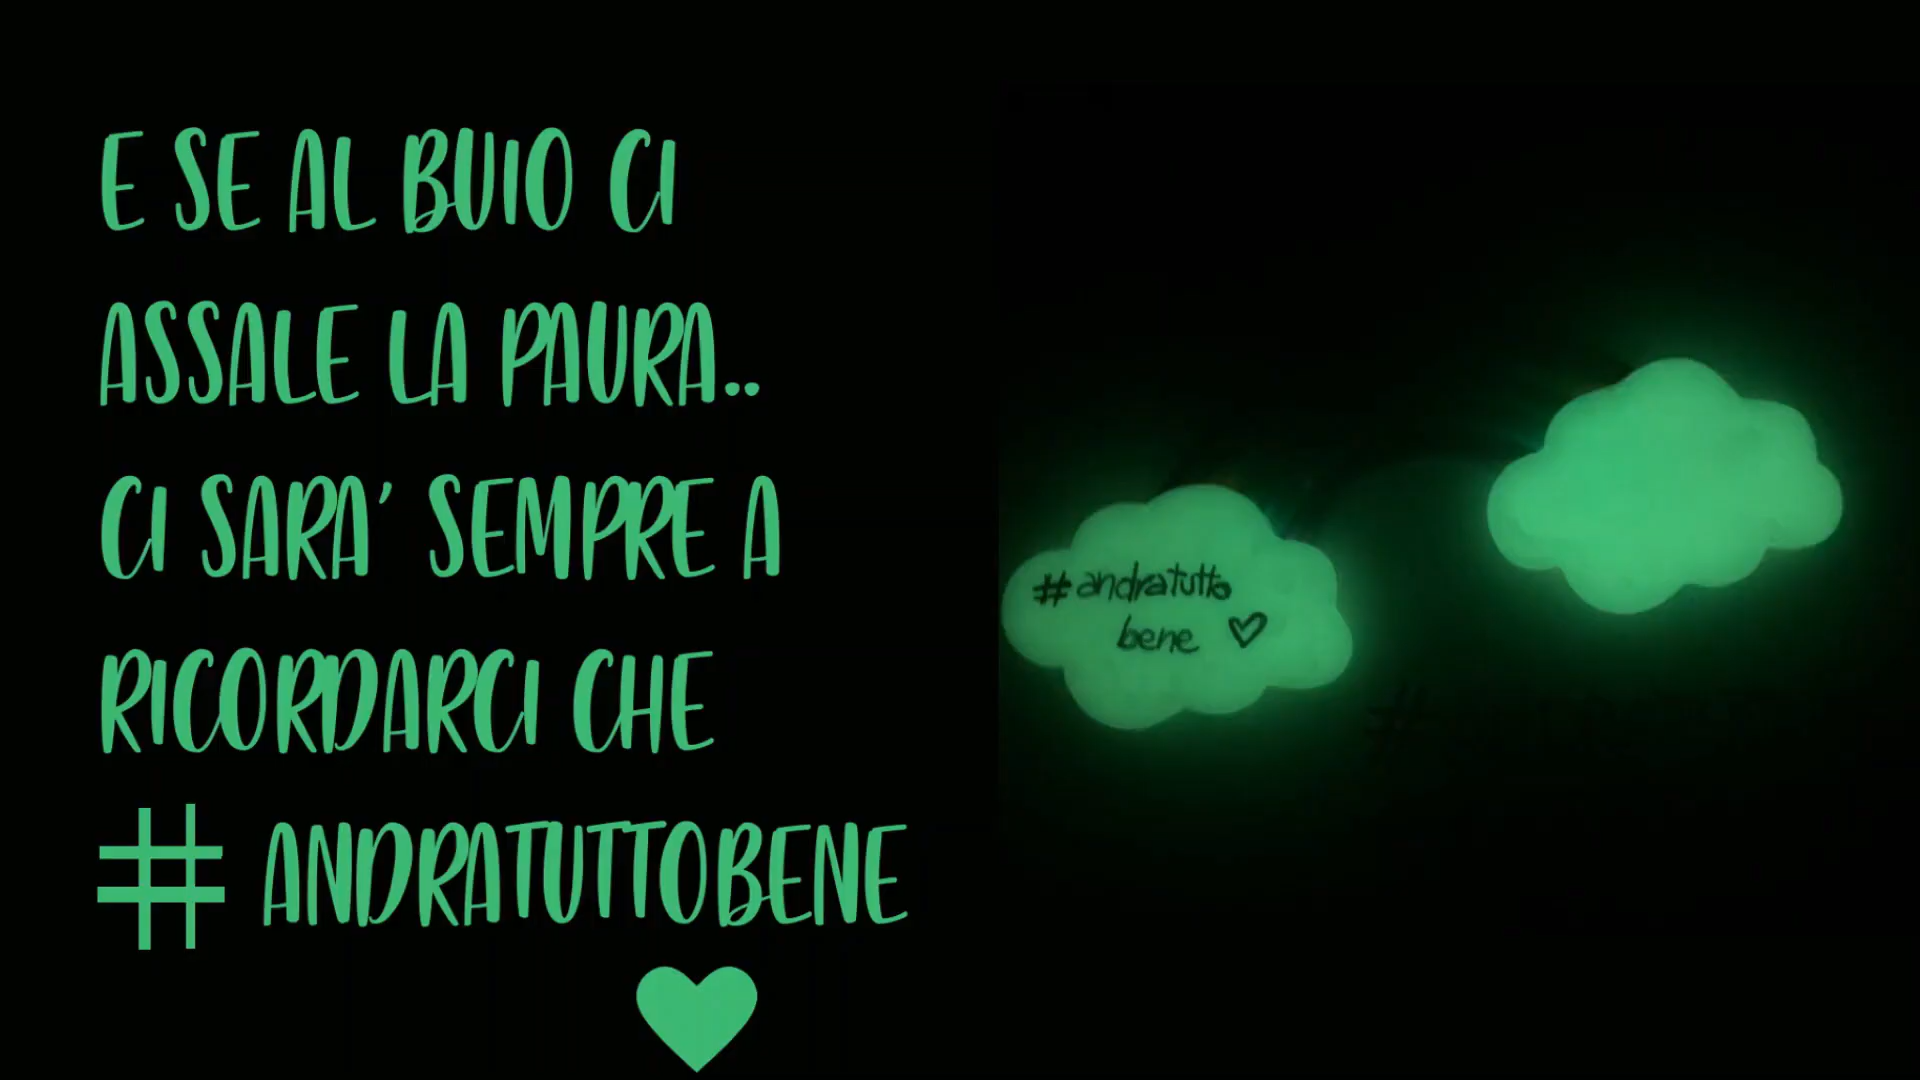 E SE AL BUIO CI
ASSALE LA PAURA..
CI SARA' SEMPRE A
RICORDARCI CHE
# ANDRATUTTOBENE
#andratutto
bene